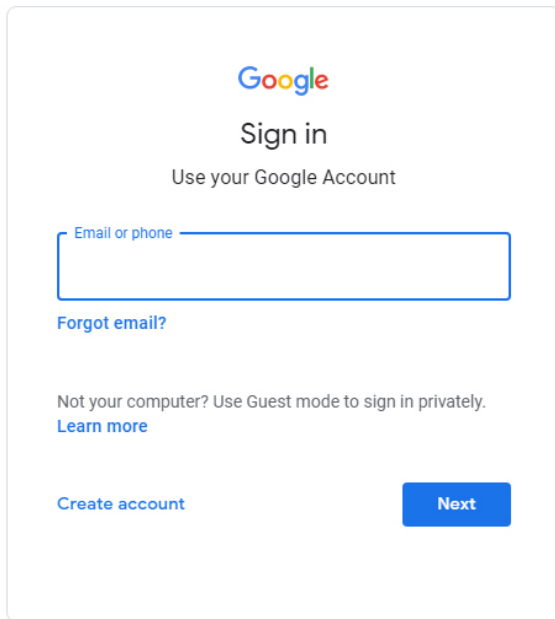 Google
Sign in
Use your Google Account
Email or phone
Forgot email?
Not your computer? Use Guest mode to sign in privately.
Learn more
Create account
Next